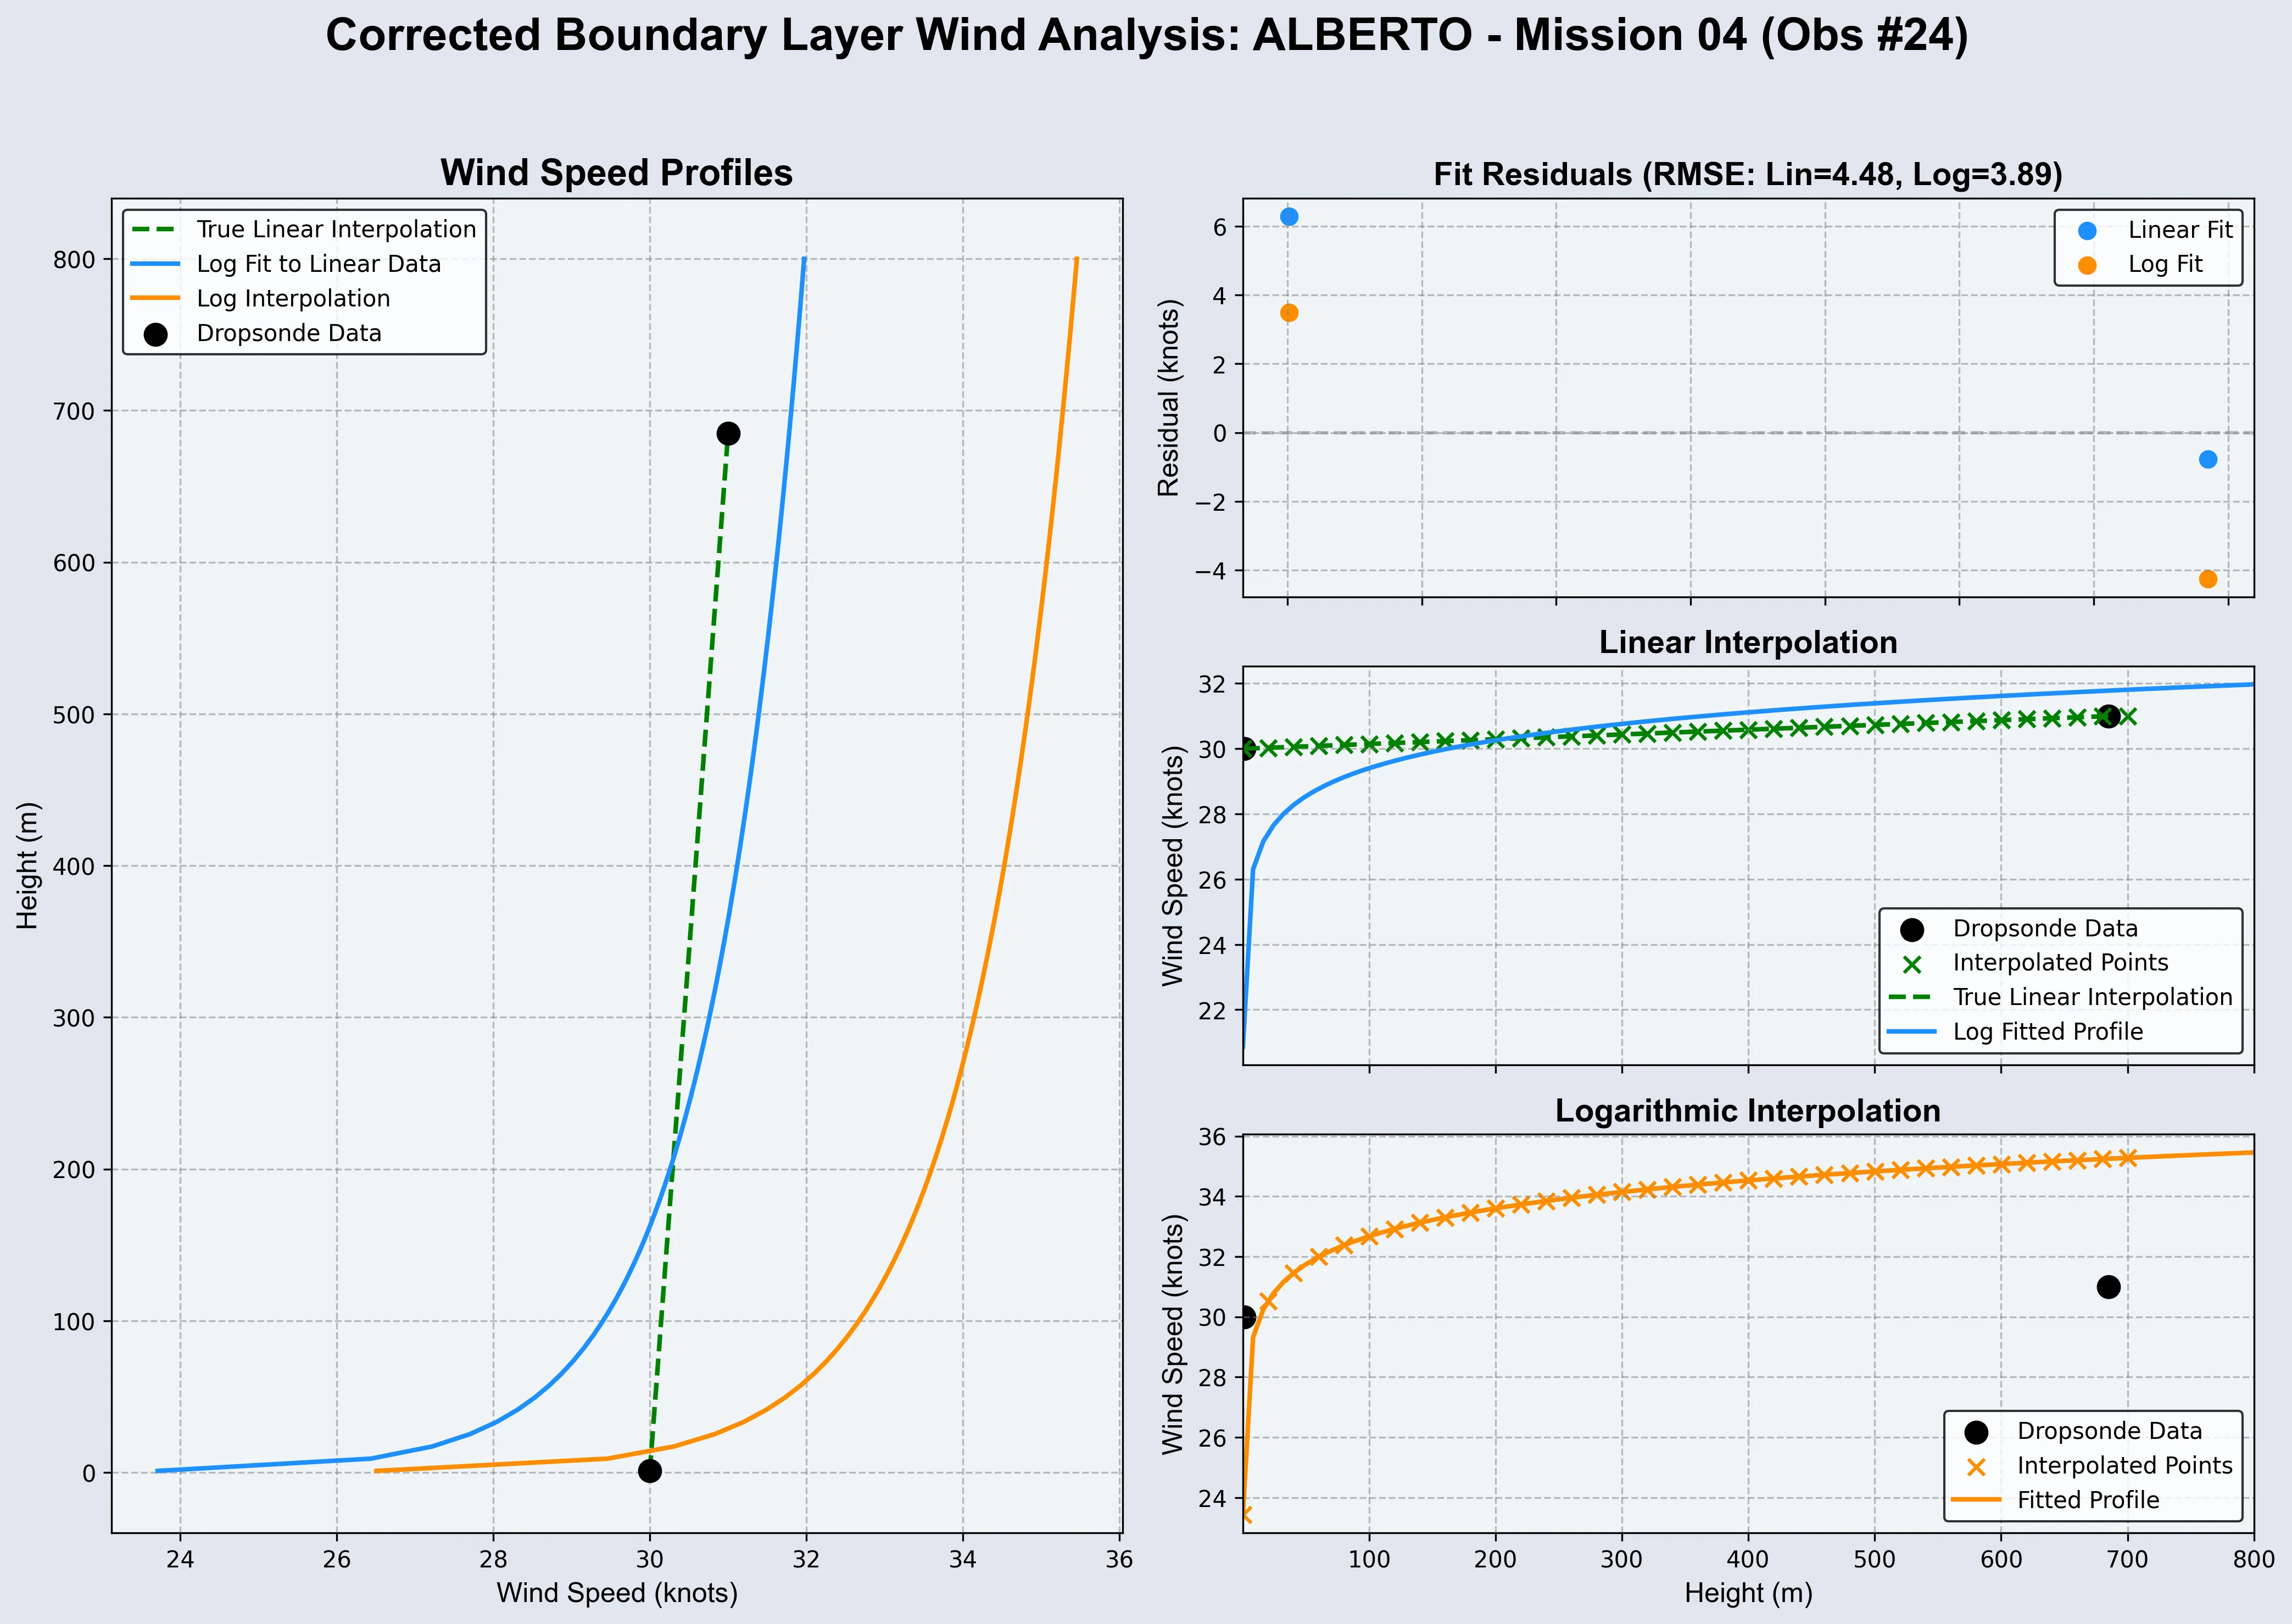 Corrected Boundary Layer Wind Analysis: ALBERTO - Mission 04 (Obs #24)
Wind Speed Profiles
True Linear Interpolation
Log Fit to Linear Data
Log Interpolation
Dropsonde Data
800
700
600
500
400
300
200
100
0
Height (m)
24 26 28 30 32 34 36
Wind Speed (knots)
Fit Residuals (RMSE: Lin=4.48, Log=3.89)
Linear Fit
Log Fit
6
4
2
0
−2
−4
Residual (knots)
Linear Interpolation
32
30
28
26
24
22
Wind Speed (knots)
Dropsonde Data
Interpolated Points
True Linear Interpolation
Log Fitted Profile
Logarithmic Interpolation
36
34
32
30
28
26
24
Wind Speed (knots)
Dropsonde Data
Interpolated Points
Fitted Profile
100 200 300 400 500 600 700 800
Height (m)